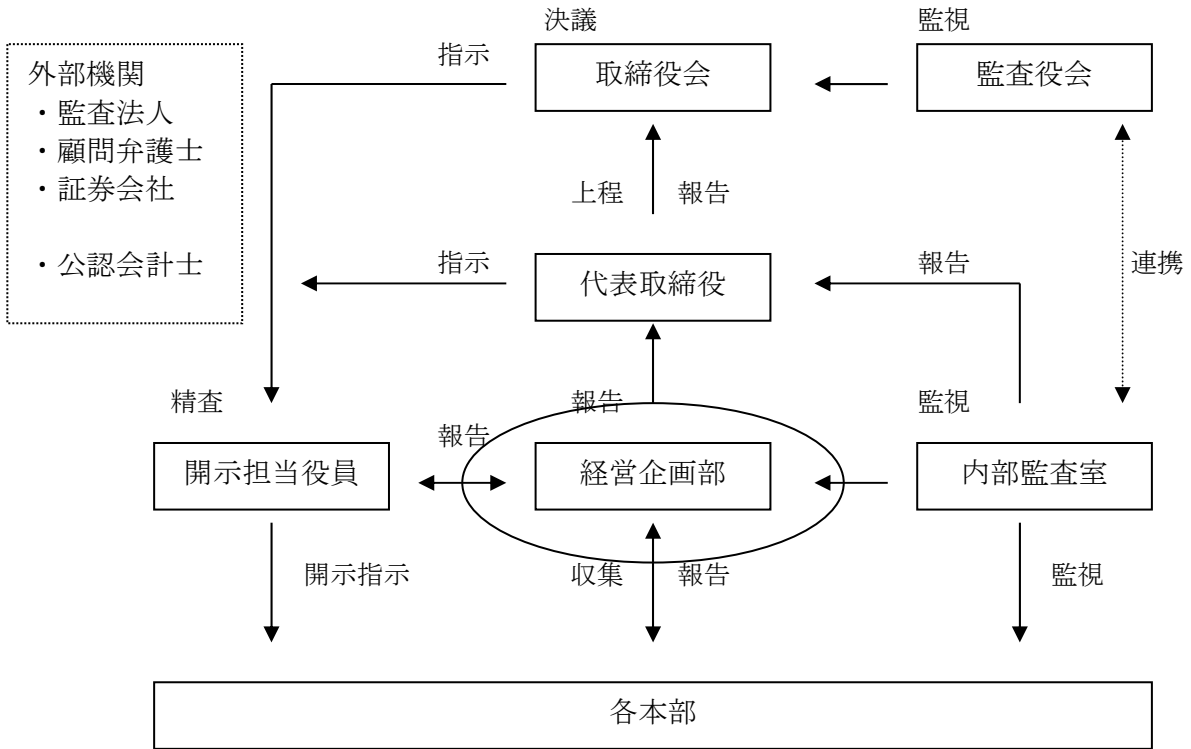 決議
監視
指示
取締役会
監査役会
外部機関
・監査法人
・顧問弁護士
・証券会社
・公認会計士
上程
報告
指示
代表取締役
報告
連携
精査
報告
監視
報告
開示担当役員
経営企画部
内部監査室
開示指示
収集
報告
監視
各本部